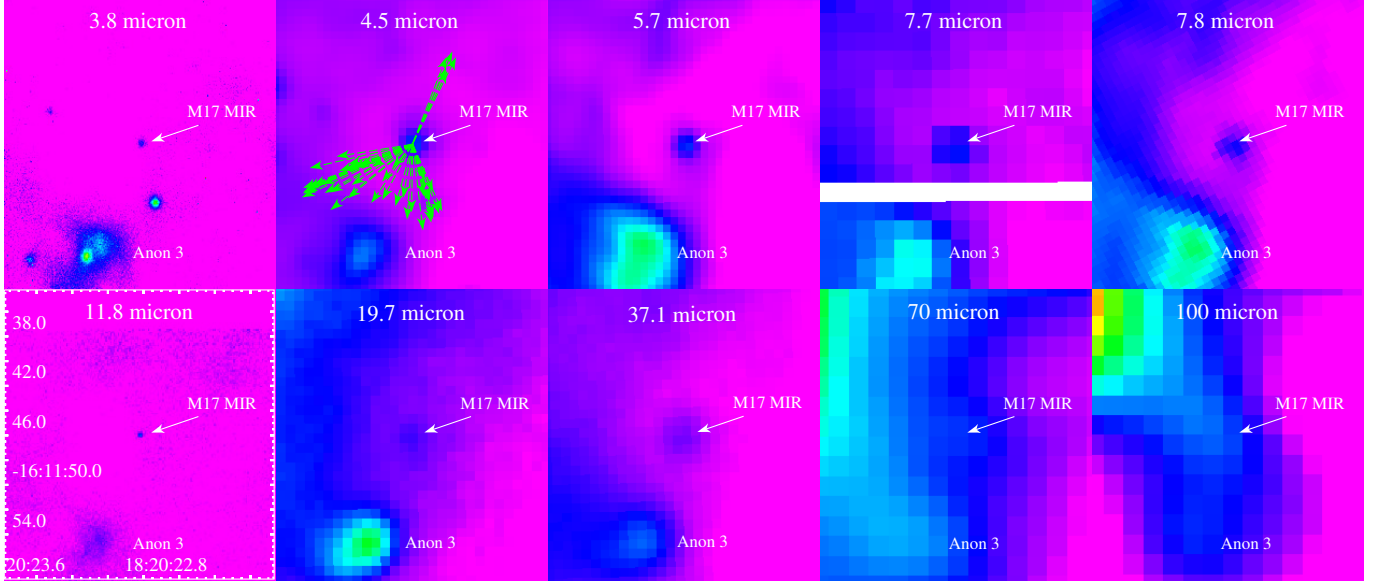 3.8 micron
M17 MIR
Anon 3
4.5 micron
M17 MIR
Anon 3
5.7 micron
M17 MIR
Anon 3
7.7 micron
M17 MIR
Anon 3
7.8 micron
M17 MIR
Anon 3
11.8 micron
38.0
42.0
M17 MIR
46.0
-16:11:50.0
54.0
Anon 3
20:23.6 18:20:22.8
19.7 micron
M17 MIR
Anon 3
37.1 micron
M17 MIR
Anon 3
70 micron
M17 MIR
Anon 3
100 micron
M17 MIR
Anon 3